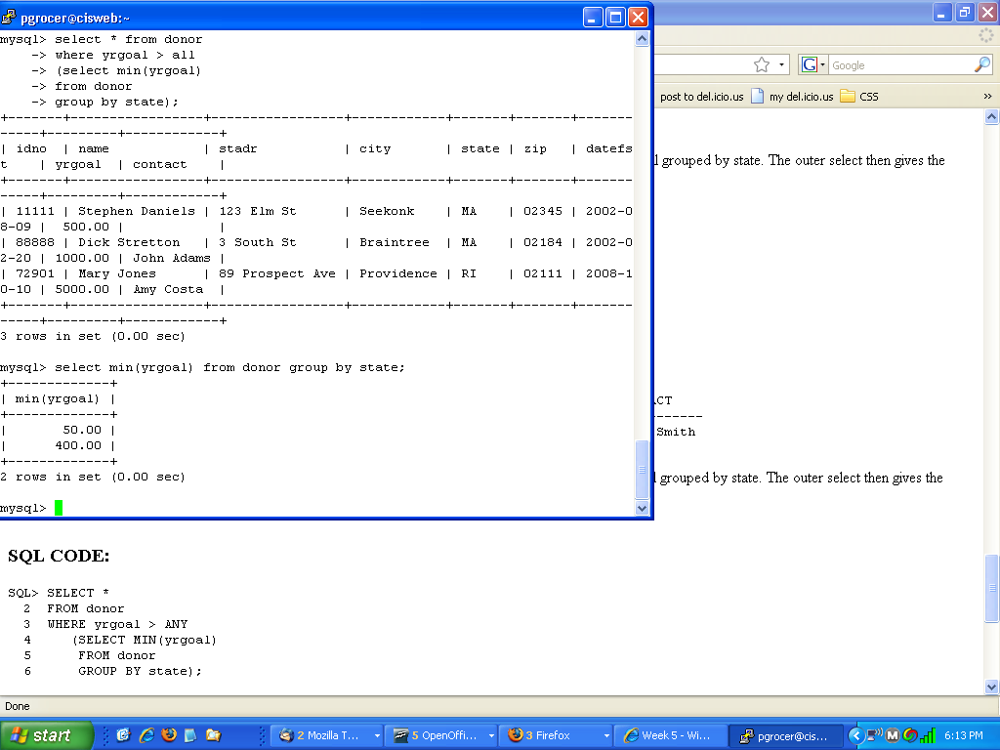 pgrocer@cisweb:~
mysql> select * from donor
    -> where yrgoal > all
    -> (select min(yrgoal)
    -> from donor
    -> group by state);
+-------+-----------------+-----------------+------------+-------+-------+-------
-----+---------+------------+
| idno  | name            | stadr           | city       | state | zip   | datefs
t    | yrgoal  | contact    |
+-------+-----------------+-----------------+------------+-------+-------+-------
-----+---------+------------+
| 11111 | Stephen Daniels | 123 Elm St      | Seekonk    | MA    | 02345 | 2002-0
8-09 |  500.00 |            |
| 88888 | Dick Stretton   | 3 South St      | Braintree  | MA    | 02184 | 2002-0
2-20 | 1000.00 | John Adams |
| 72901 | Mary Jones      | 89 Prospect Ave | Providence | RI    | 02111 | 2008-1
0-10 | 5000.00 | Amy Costa  |
+-------+-----------------+-----------------+------------+-------+-------+-------
-----+---------+------------+
3 rows in set (0.00 sec)
mysql> select min(yrgoal) from donor group by state;
+-------------+
| min(yrgoal) |
+-------------+
|       50.00 |
|      400.00 |
+-------------+
2 rows in set (0.00 sec)
mysql>
G Google
post to del.icio.us my del.icio.us CSS »
l grouped by state. The outer select then gives the
CT
-------
Smith
l grouped by state. The outer select then gives the
SQL CODE:
SQL> SELECT *
  2  FROM donor
  3  WHERE yrgoal > ANY
  4     (SELECT MIN(yrgoal)
  5      FROM donor
  6      GROUP BY state);
Done
start 2 Mozilla T... 5 OpenOffi... 3 Firefox Week 5 - Wi... pgrocer@cis... M 6:13 PM